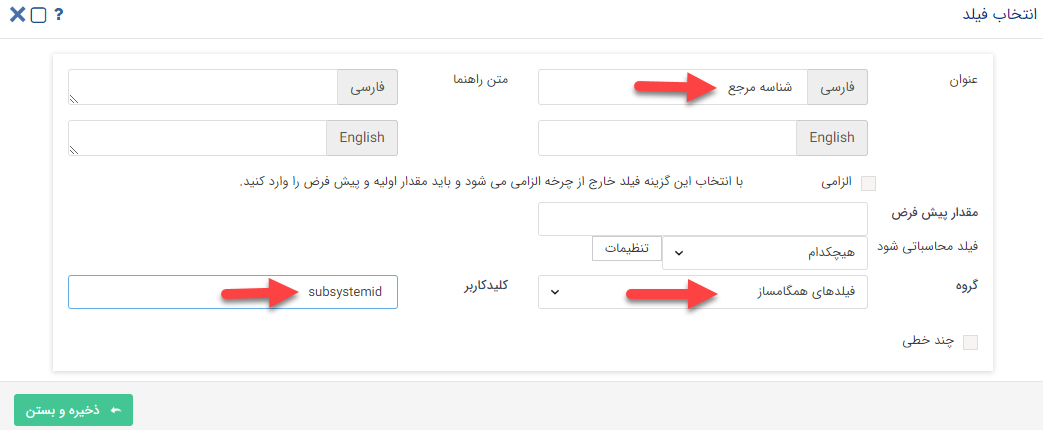 انتخاب فیلد
?
عنوان
فارسی
شناسه مرجع
متن راهنما
فارسی
English
English
الزامی
با انتخاب این گزینه فیلد خارج از چرخه الزامی می شود و باید مقدار اولیه و پیش فرض را وارد کنید.
مقدار پیش فرض
فیلد محاسباتی شود
هیچکدام
تنظیمات
گروه
فیلدهای همگامساز
کلیدکاربر
subsystemid
چند خطی
ذخیره و بستن